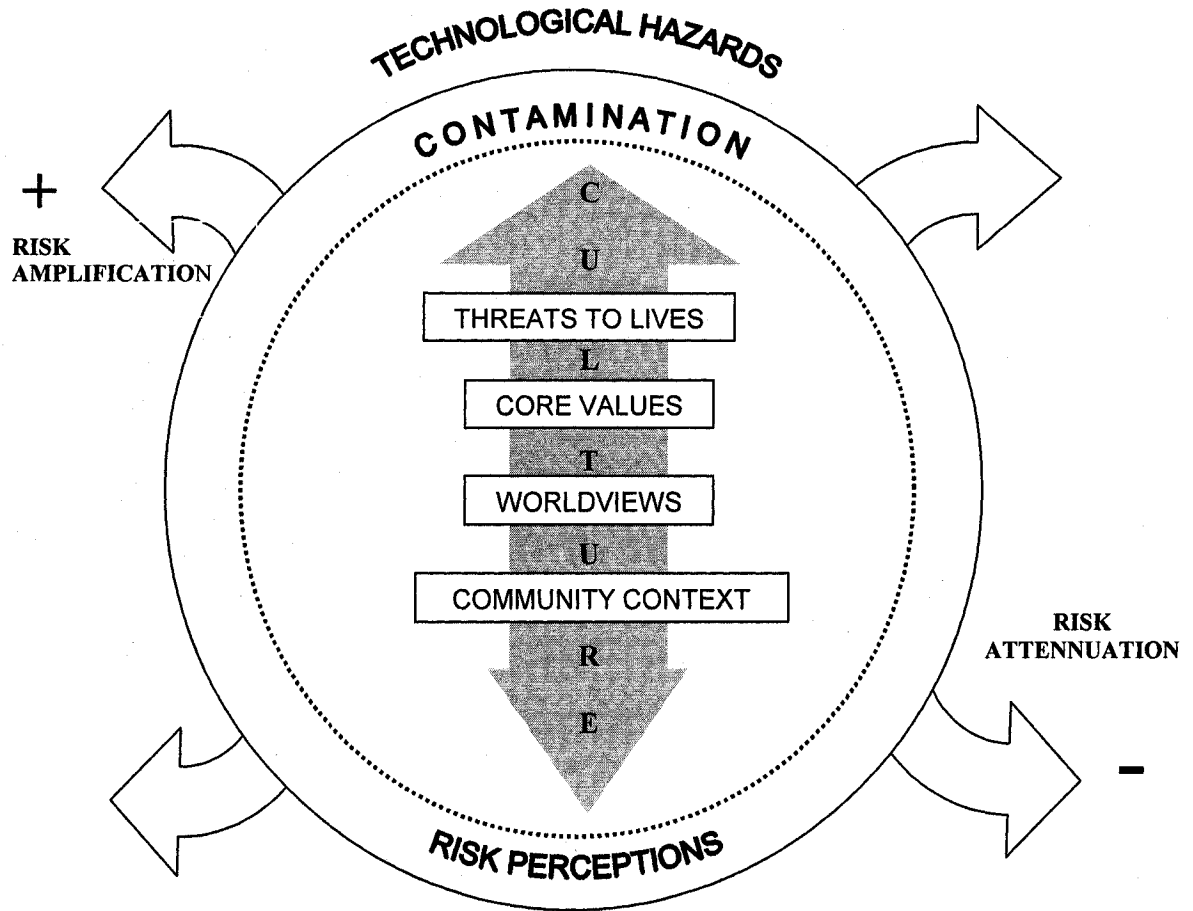 TECHNOLOGICAL HAZARDS
CONTAMINATION
+
RISK
AMPLIFICATION
C
U
THREATS TO LIVES
L
CORE VALUES
T
WORLDVIEWS
U
COMMUNITY CONTEXT
R
E
RISK
ATTENNUATION
-
RISK PERCEPTIONS